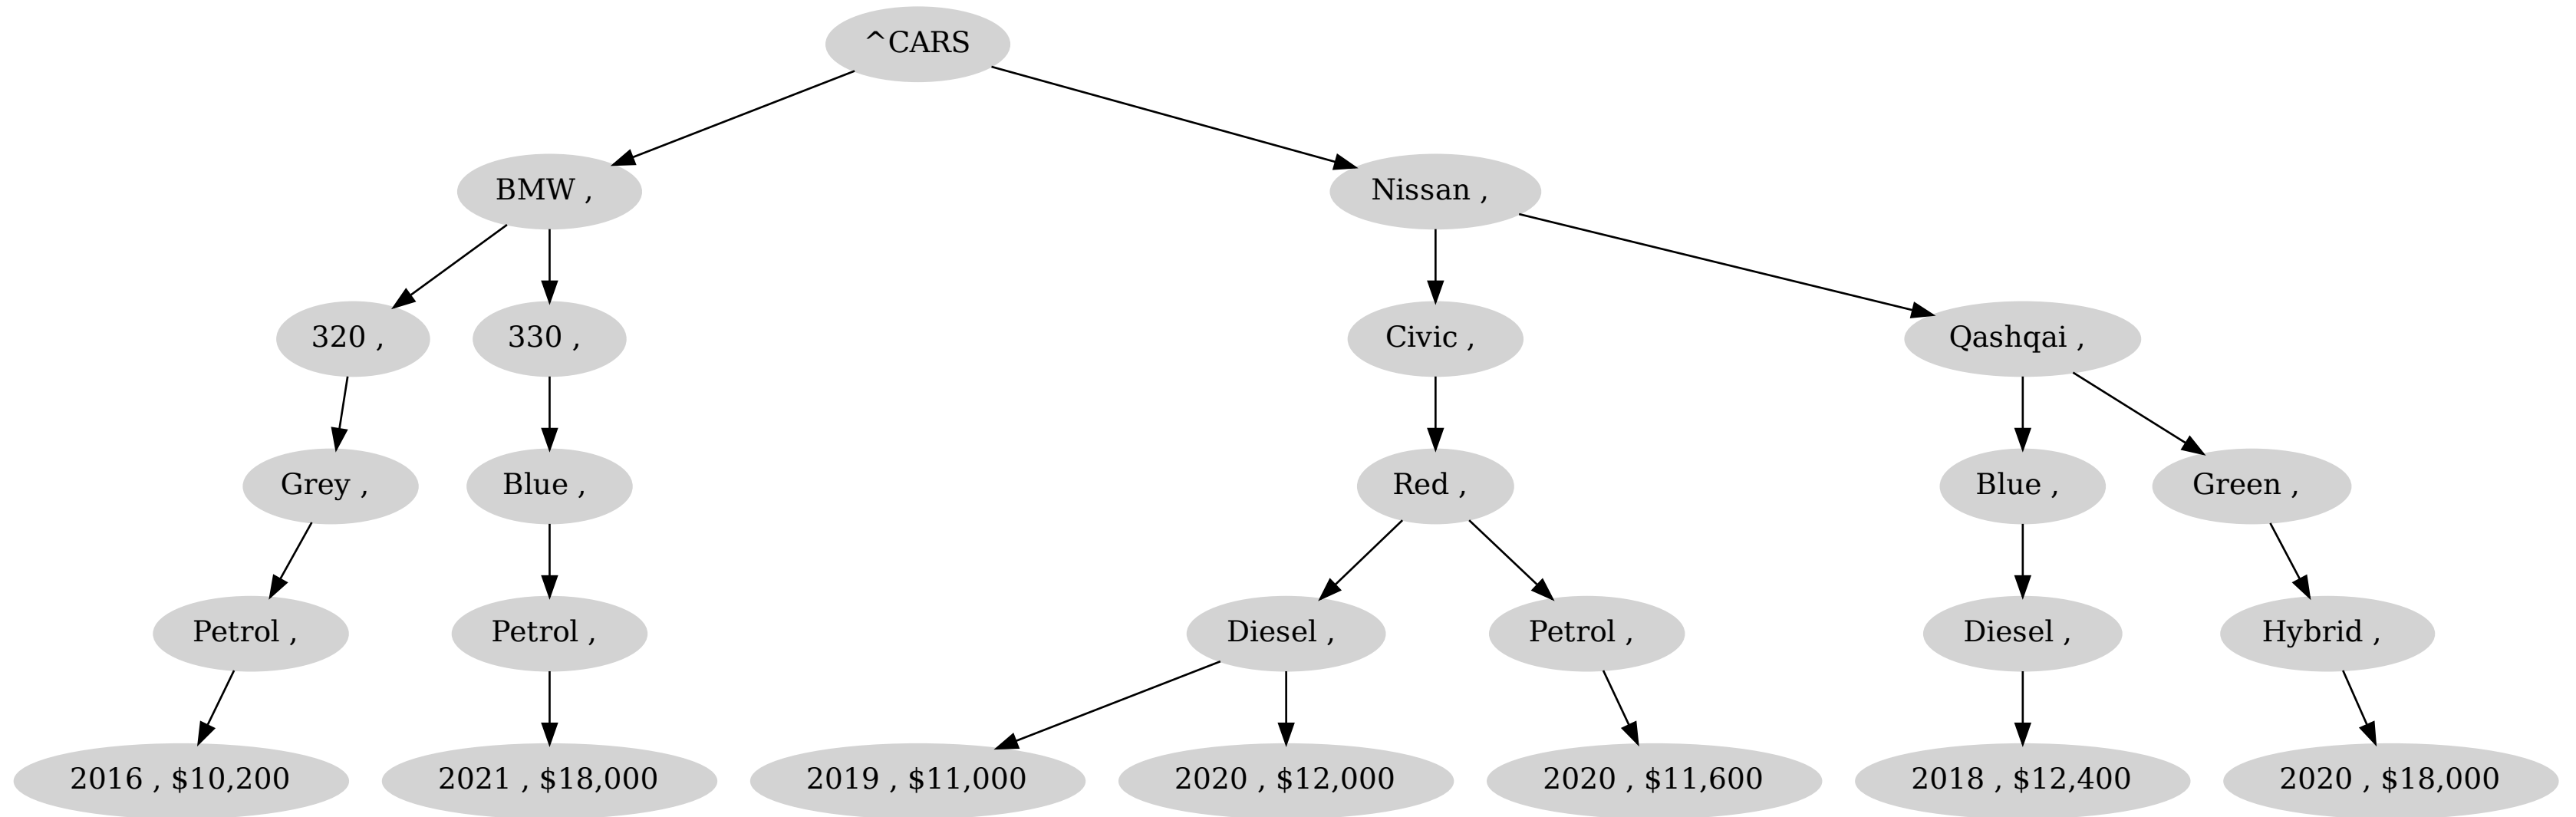 ^CARS
BMW ,
Nissan ,
320 ,
330 ,
Civic ,
Qashqai ,
Grey ,
Blue ,
Red ,
Blue ,
Green ,
Petrol ,
Petrol ,
Diesel ,
Petrol ,
Diesel ,
Hybrid ,
2016 , $10,200
2021 , $18,000
2019 , $11,000
2020 , $12,000
2020 , $11,600
2018 , $12,400
2020 , $18,000